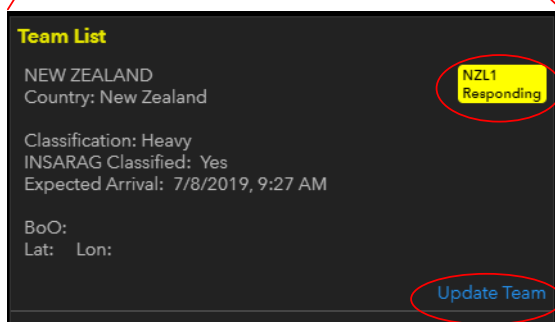 Team List
NEW ZEALAND
Country: New Zealand
NZL1
Responding
Classification: Heavy
INSARAG Classified: Yes
Expected Arrival: 7/8/2019, 9:27 AM
BoO:
Lat: Lon:
Update Team